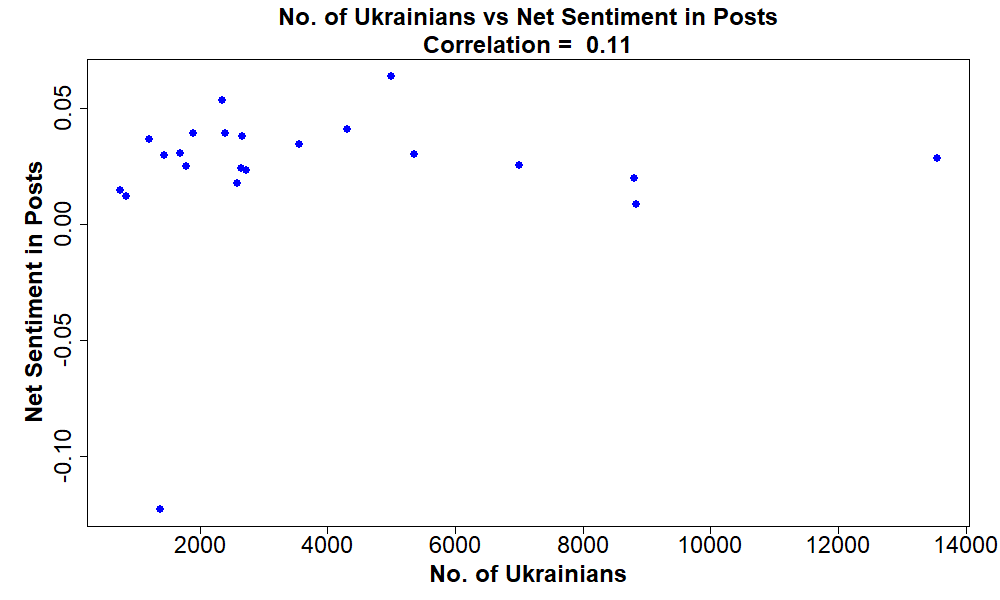 No. of Ukrainians vs Net Sentiment in Posts
Correlation =  0.11
Net Sentiment in Posts
0.05
0.00
-0.05
-0.10
2000
4000
6000
8000
10000
12000
14000
No. of Ukrainians